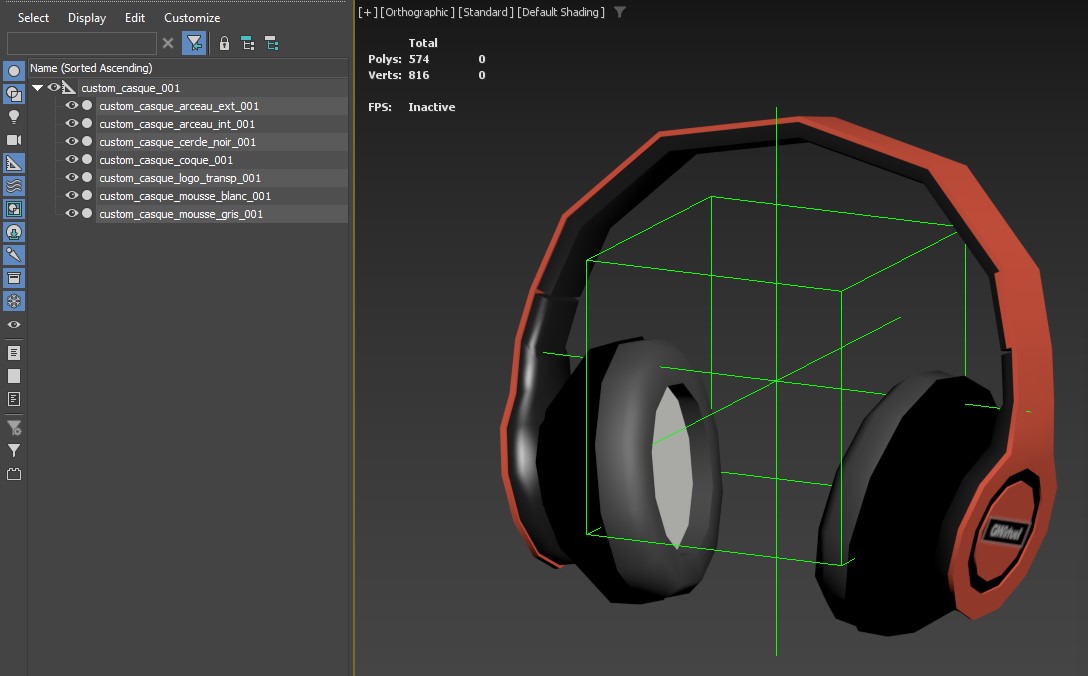 Select Display Edit Customize
Name (Sorted Ascending)
custom_casque_001
custom_casque_arceau_ext_001
custom_casque_arceau_int_001
custom_casque_cercle_noir_001
custom_casque_coque_001
custom_casque_logo_transp_001
custom_casque_mousse_blanc_001
custom_casque_mousse_gris_001
[+] [Orthographic] [Standard] [Default Shading]
Total
Polys: 574 0
Verts: 816 0
FPS: Inactive